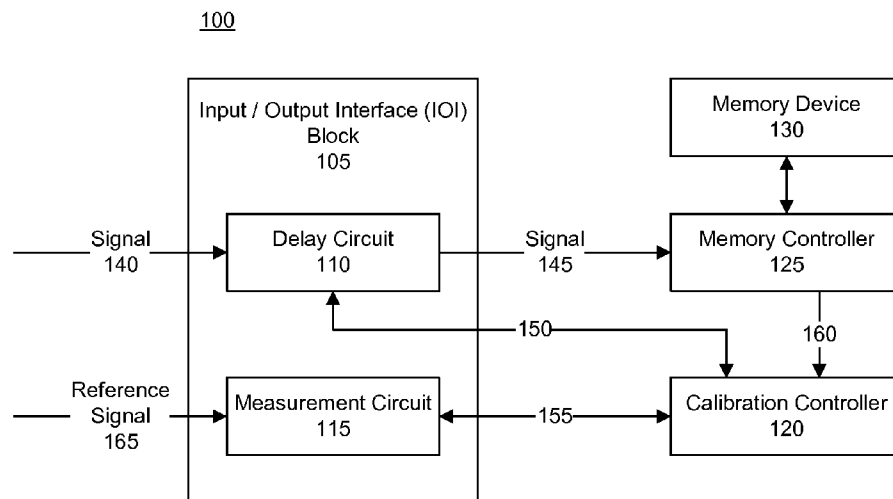 100
Input / Output Interface (IOI)
Block
105
Memory Device
130
Signal
140
Delay Circuit
110
Signal
145
Memory Controller
125
150
160
Reference
Signal
165
Measurement Circuit
115
155
Calibration Controller
120